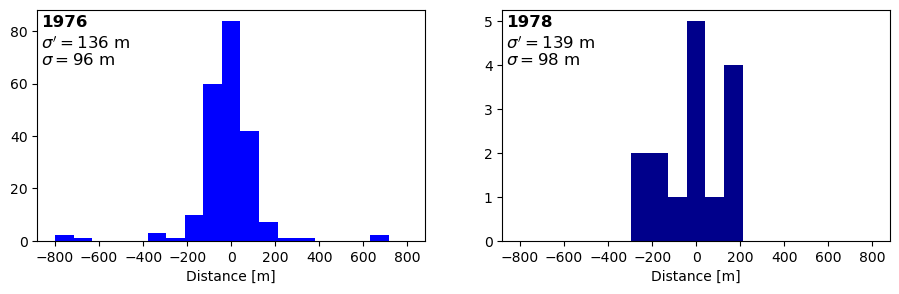 1976
σ′ = 136 m
σ = 96 m
80
60
40
20
0
−800 −600 −400 −200 0 200 400 600 800
Distance [m]
1978
σ′ = 139 m
σ = 98 m
5
4
3
2
1
0
−800 −600 −400 −200 0 200 400 600 800
Distance [m]